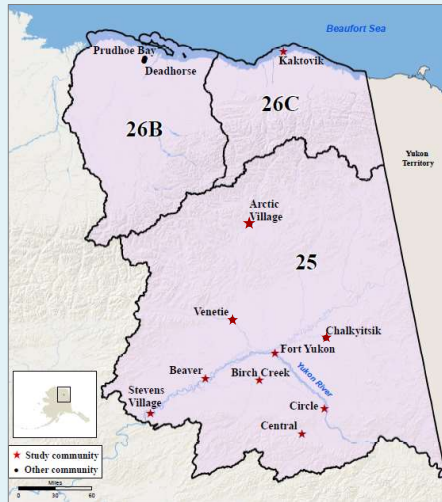 Beaufort Sea
Prudhoe Bay
Deadhorse
Kaktovik
26C
26B
Yukon
Territory
Arctic
Village
25
Venetie
Chalkyitsik
Fort Yukon
Yukon River
Beaver
Birch Creek
Stevens
Village
Circle
Central
Study community
Other community
Miles
0 15 30 60